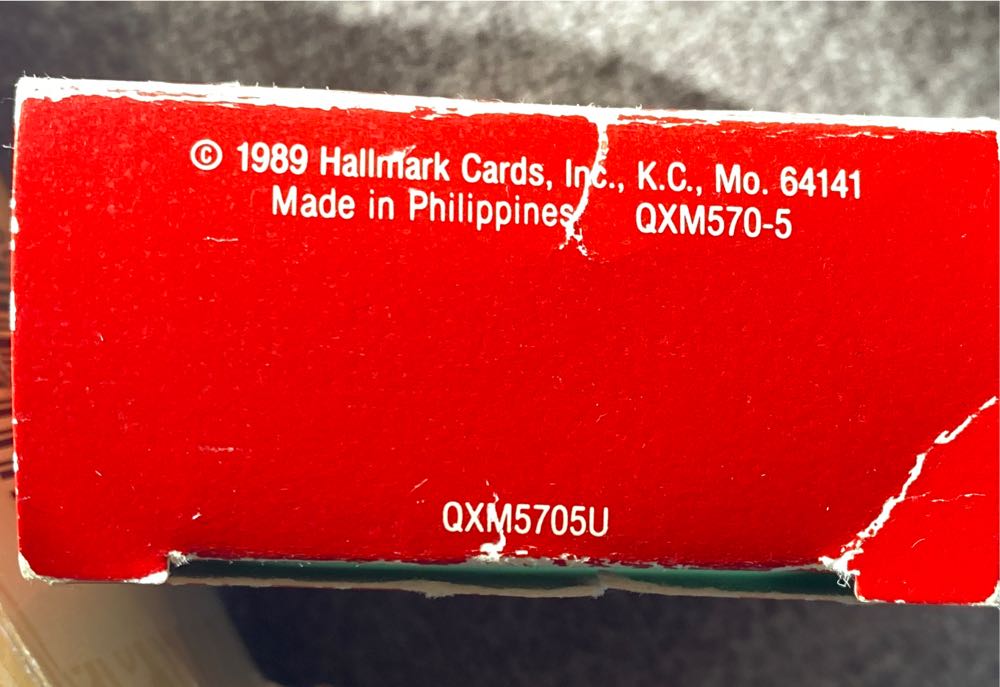 © 1989 Hallmark Cards, Inc., K.C., Mo. 64141
Made in Philippines QXM570-5
QXM5705U